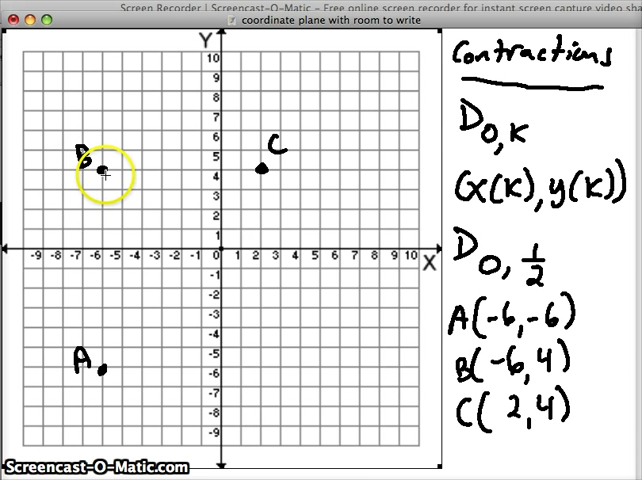 Screen Recorder | Screencast-O-Matic - Free online screen recorder for instant screen capture video sha
coordinate plane with room to write
Y
10
9
8
7
6
5
4
3
2
1
-9 -8 -7 -6 -5 -4 -3 -2 -1 0 1 2 3 4 5 6 7 8 9 10 X
-1
-2
-3
-4
-5
-6
-7
-8
-9
B
C
A
Contractions
D0,K
(x(K), y(K))
D0, 1/2
A(-6,-6)
B(-6,4)
C( 2,4)
Screencast-O-Matic.com